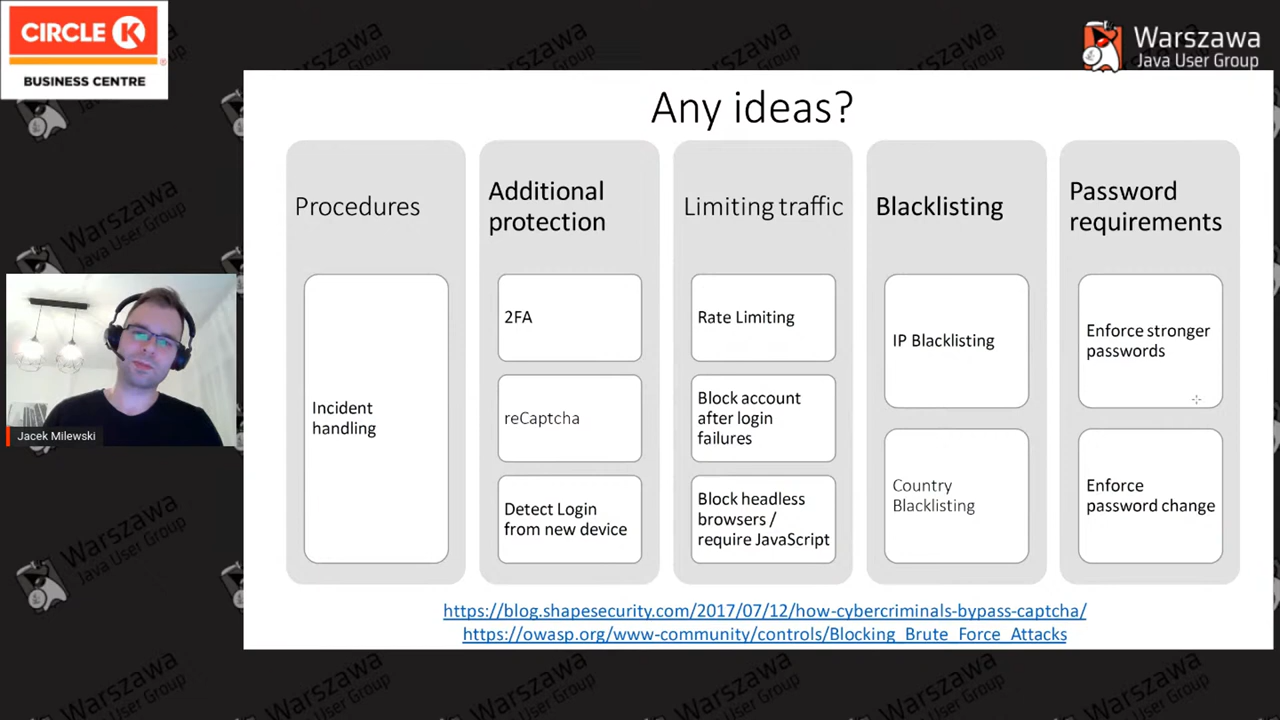 CIRCLE K
BUSINESS CENTRE
Warszawa
Java User Group
Any ideas?
Procedures
Incident
handling
Additional
protection
2FA
reCaptcha
Detect Login
from new device
Limiting traffic
Rate Limiting
Block account
after login
failures
Block headless
browsers /
require JavaScript
Blacklisting
IP Blacklisting
Country
Blacklisting
Password
requirements
Enforce stronger
passwords
Enforce
password change
https://blog.shapesecurity.com/2017/07/12/how-cybercriminals-bypass-captcha/
https://owasp.org/www-community/controls/Blocking_Brute_Force_Attacks
Jacek Milewski